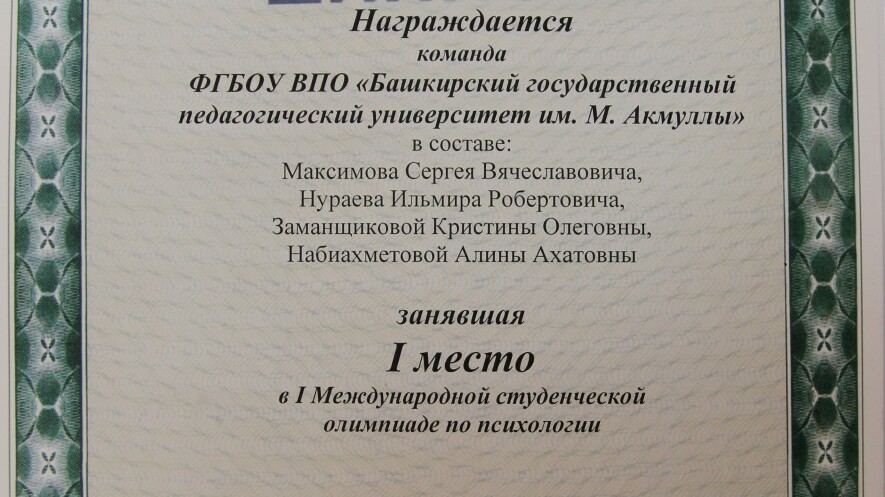 Награждается
команда
ФГБОУ ВПО «Башкирский государственный
педагогический университет им. М. Акмуллы»
в составе:
Максимова Сергея Вячеславовича,
Нураева Ильмира Робертовича,
Заманщиковой Кристины Олеговны,
Набиахметовой Алины Ахатовны
занявшая
I место
в I Международной студенческой
олимпиаде по психологии